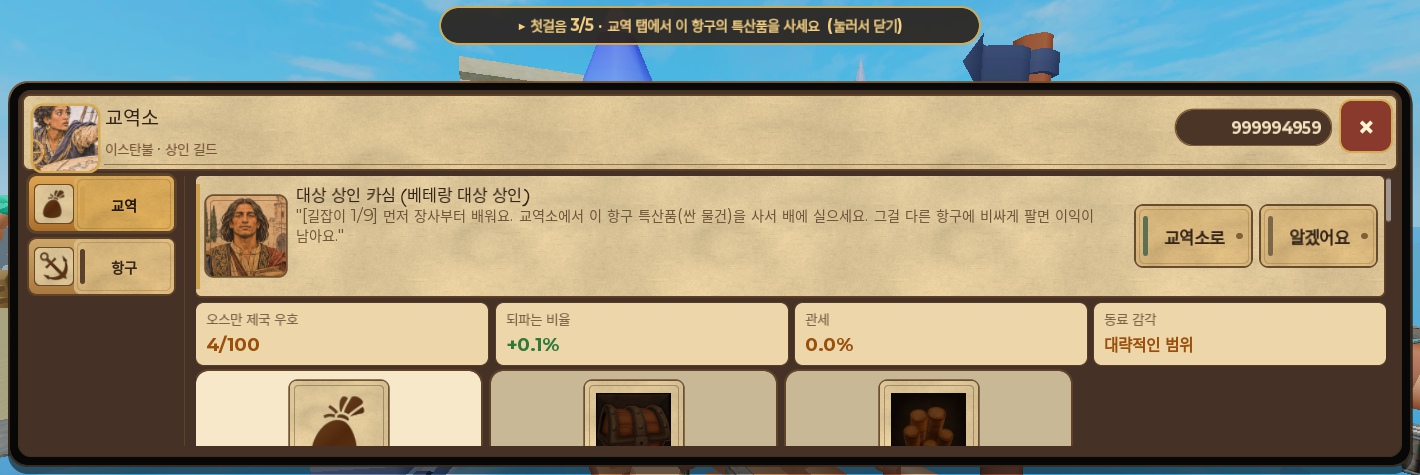 ▸ 첫걸음 3/5 · 교역 탭에서 이 항구의 특산품을 사세요 (눌러서 닫기)
교역소
이스탄불 · 상인 길드
999994959
×
교역
항구
대상 상인 카심 (베테랑 대상 상인)
"[길잡이 1/9] 먼저 장사부터 배워요. 교역소에서 이 항구 특산품(싼 물건)을 사서 배에 실으세요. 그걸 다른 항구에 비싸게 팔면 이익이
남아요."
교역소로
알겠어요
오스만 제국 우호
4/100
되파는 비율
+0.1%
관세
0.0%
동료 감각
대략적인 범위